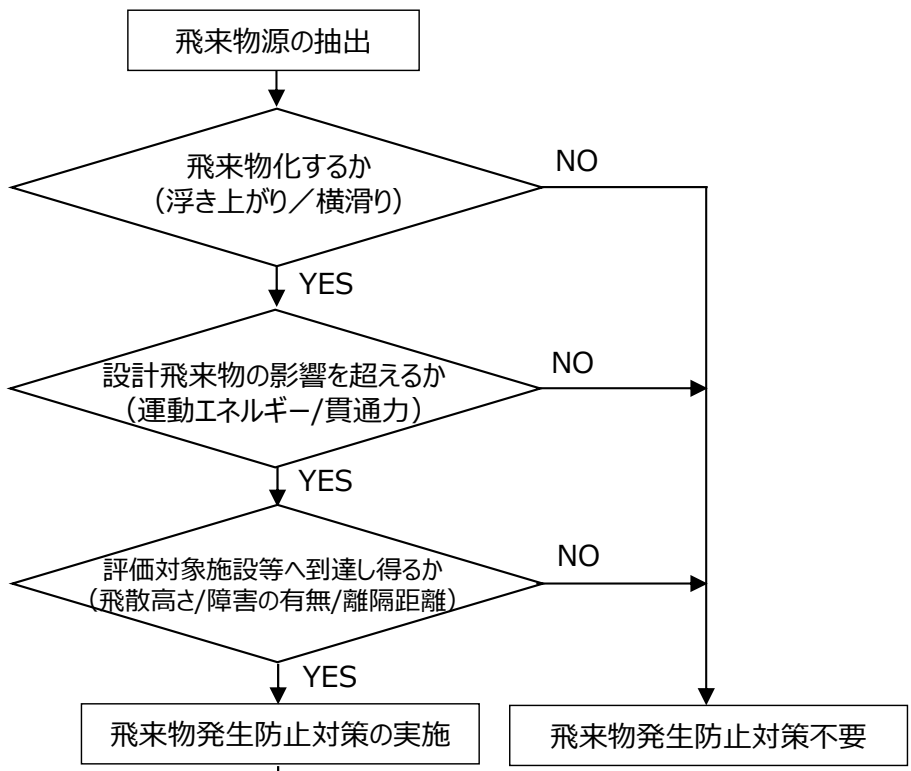 飛来物源の抽出
飛来物化するか
(浮き上がり／横滑り)
NO
YES
設計飛来物の影響を超えるか
(運動エネルギー/貫通力)
NO
YES
評価対象施設等へ到達し得るか
(飛散高さ/障害の有無/離隔距離)
NO
YES
飛来物発生防止対策の実施
飛来物発生防止対策不要